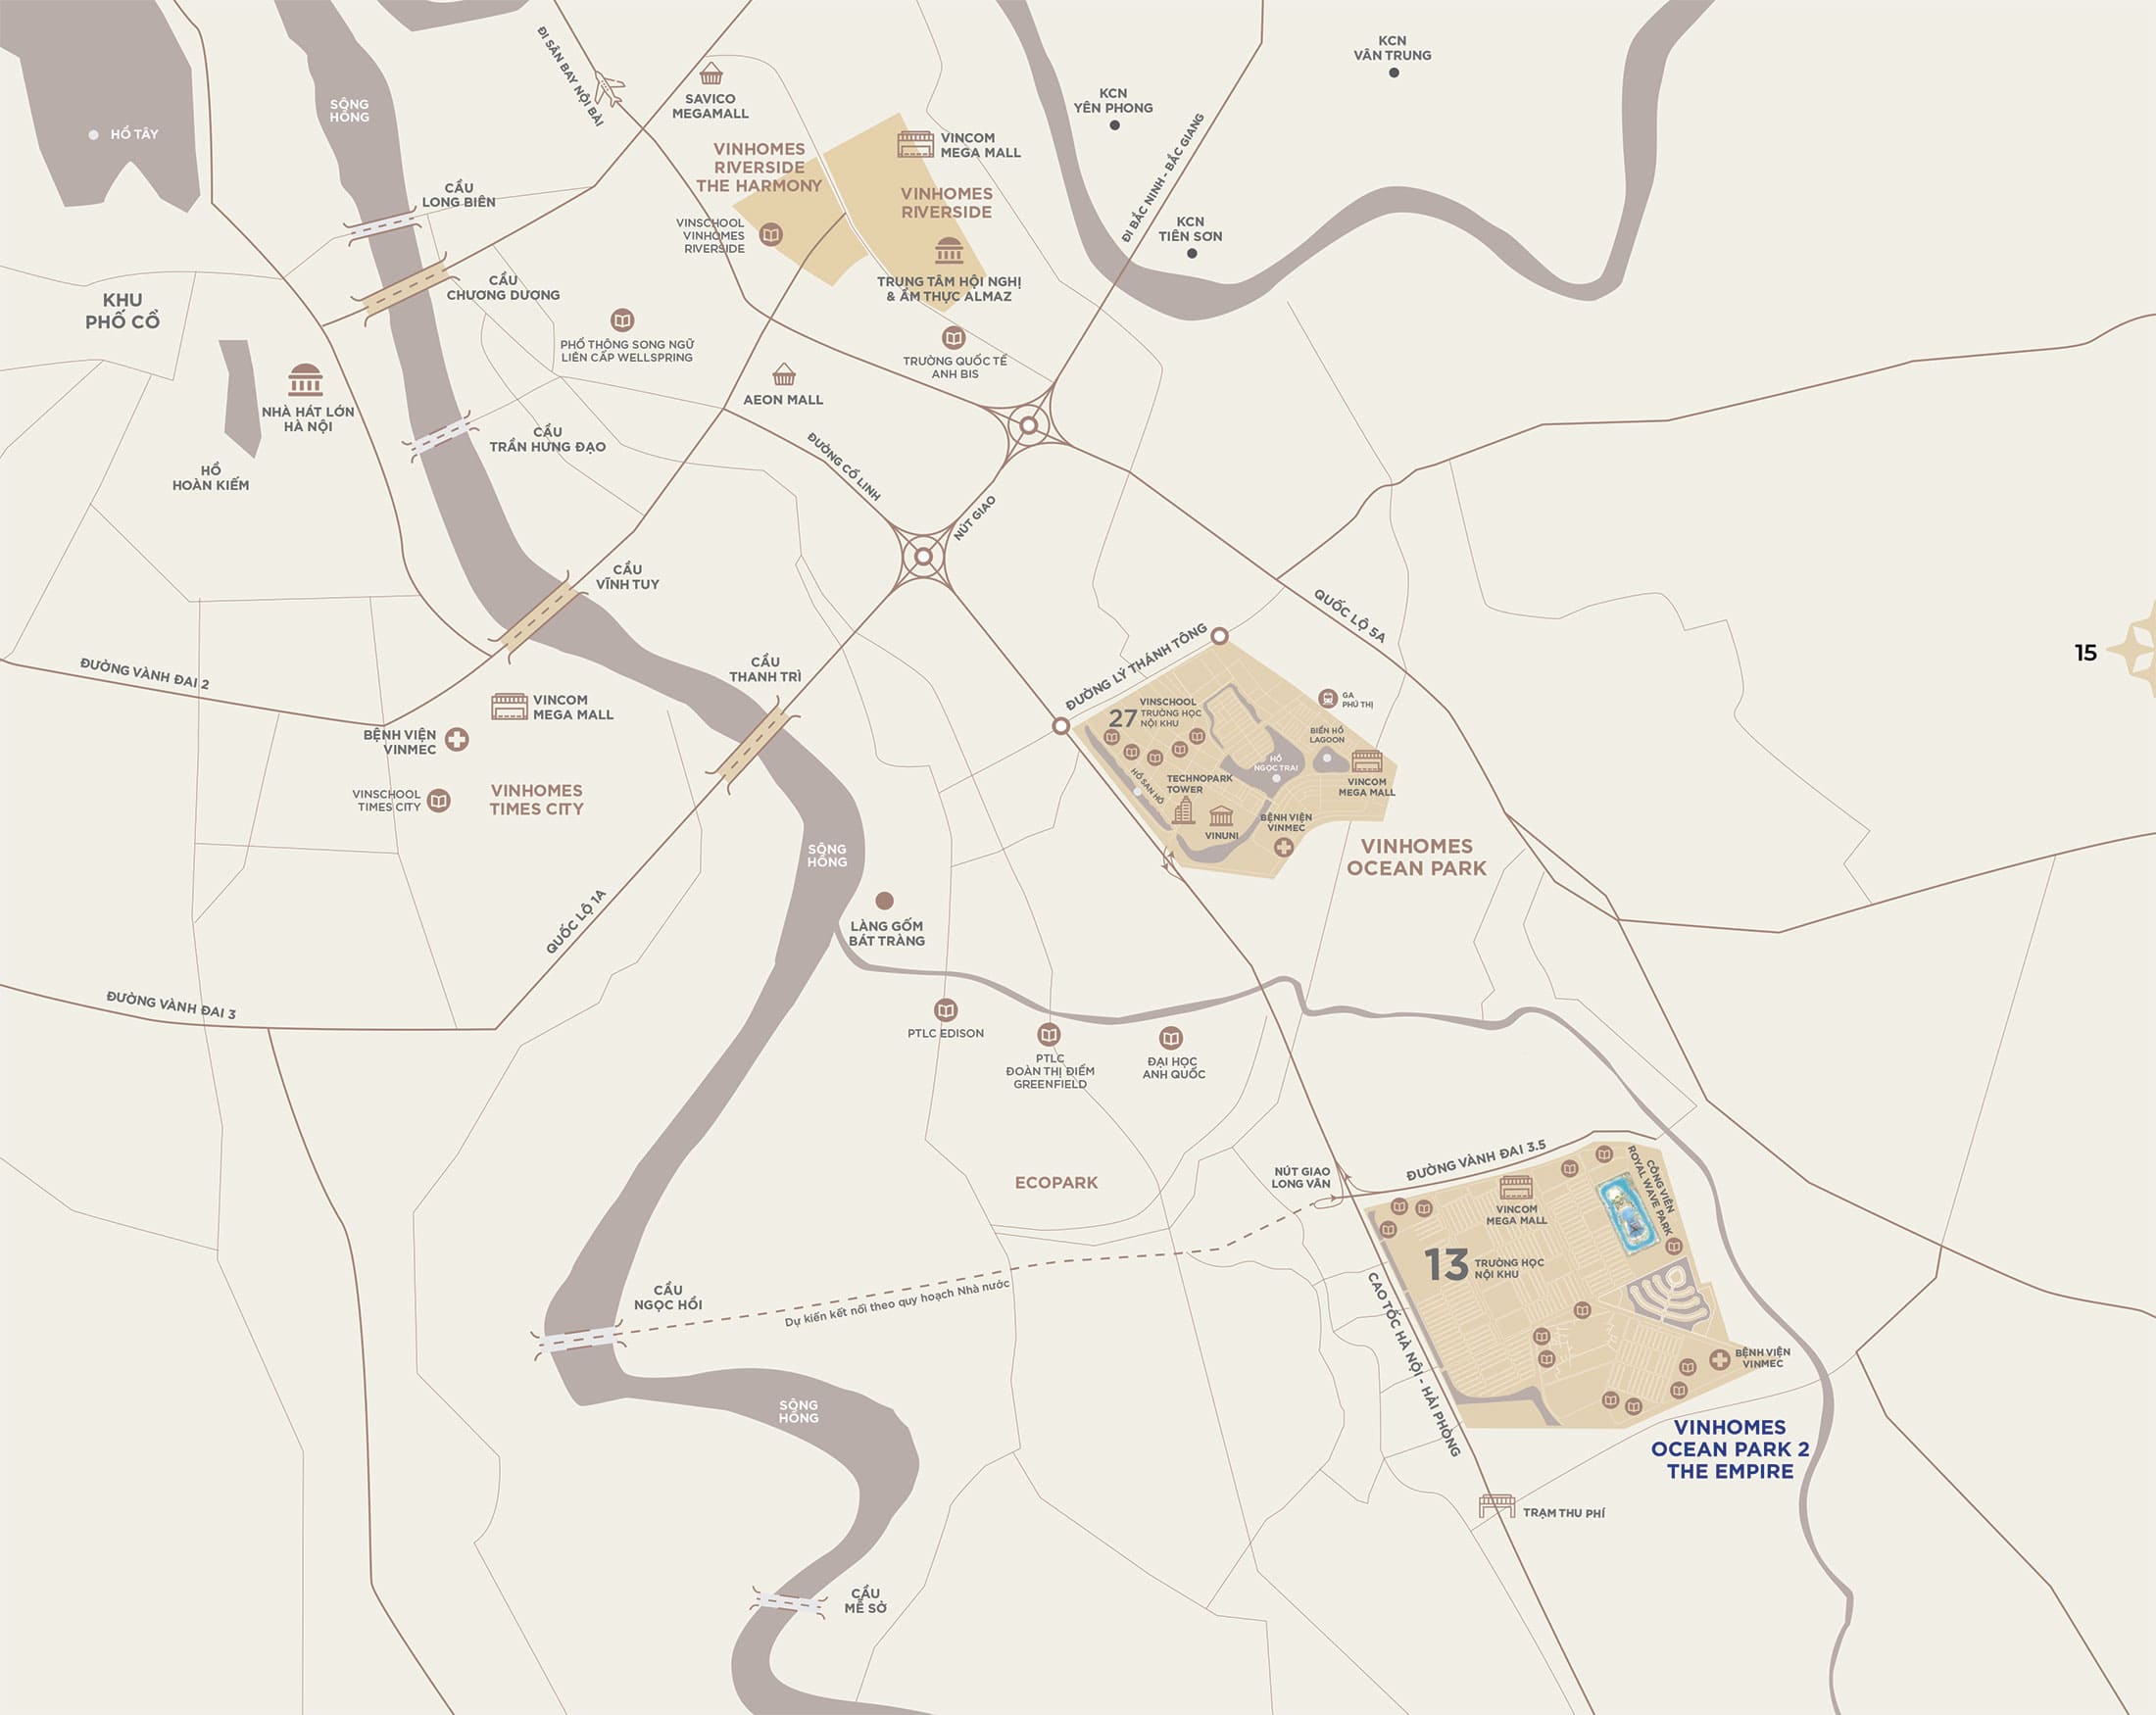 SÔNG
HỒNG
HỒ TÂY
ĐI SÂN BAY NỘI BÀI
SAVICO
MEGAMALL
VINCOM
MEGA MALL
VINHOMES
RIVERSIDE
THE HARMONY
VINHOMES
RIVERSIDE
VINSCHOOL
VINHOMES
RIVERSIDE
TRUNG TÂM HỘI NGHỊ
& ẨM THỰC ALMAZ
KCN
VÂN TRUNG
KCN
YÊN PHONG
ĐI BẮC NINH - BẮC GIANG
KCN
TIÊN SƠN
CẦU
LONG BIÊN
CẦU
CHƯƠNG DƯƠNG
KHU
PHỐ CỔ
PHỔ THÔNG SONG NGỮ
LIÊN CẤP WELLSPRING
TRƯỜNG QUỐC TẾ
ANH BIS
AEON MALL
NHÀ HÁT LỚN
HÀ NỘI
CẦU
TRẦN HƯNG ĐẠO
HỒ
HOÀN KIẾM
ĐƯỜNG CỔ LINH
NÚT GIAO
CẦU
VĨNH TUY
QUỐC LỘ 5A
15
ĐƯỜNG VÀNH ĐAI 2
CẦU
THANH TRÌ
ĐƯỜNG LÝ THÁNH TÔNG
VINCOM
MEGA MALL
BỆNH VIỆN
VINMEC
VINSCHOOL
TIMES CITY
VINHOMES
TIMES CITY
VINSCHOOL
27 TRƯỜNG HỌC
NỘI KHU
GA
PHÚ THỊ
BIỂN HỒ
LAGOON
HỒ
NGỌC TRAI
HỒ SAN HÔ
TECHNOPARK
TOWER
VINCOM
MEGA MALL
VINUNI
BỆNH VIỆN
VINMEC
VINHOMES
OCEAN PARK
SÔNG
HỒNG
QUỐC LỘ 1A
LÀNG GỐM
BÁT TRÀNG
ĐƯỜNG VÀNH ĐAI 3
PTLC EDISON
PTLC
ĐOÀN THỊ ĐIỂM
GREENFIELD
ĐẠI HỌC
ANH QUỐC
ECOPARK
NÚT GIAO
LONG VÂN
ĐƯỜNG VÀNH ĐAI 3.5
CÔNG VIÊN
ROYAL WAVE PARK
VINCOM
MEGA MALL
13 TRƯỜNG HỌC
NỘI KHU
CẦU
NGỌC HỒI
Dự kiến kết nối theo quy hoạch Nhà nước
CAO TỐC HÀ NỘI - HẢI PHÒNG
BỆNH VIỆN
VINMEC
SÔNG
HỒNG
VINHOMES
OCEAN PARK 2
THE EMPIRE
TRẠM THU PHÍ
CẦU
MỄ SỞ